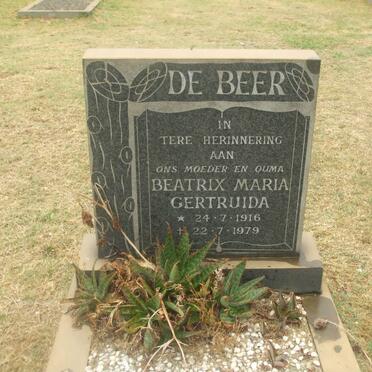 DE BEER
IN
TERE HERINNERING
AAN
ONS MOEDER EN OUMA
BEATRIX MARIA
GERTRUIDA
* 24·7·1916
† 22·7·1979